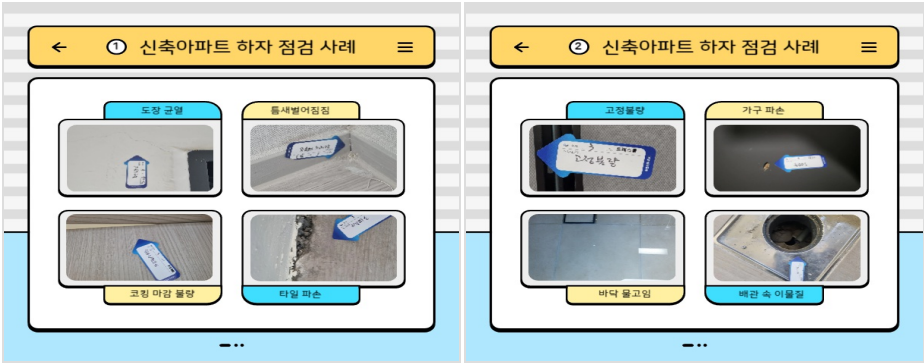 ① 신축아파트 하자 점검 사례
도장 균열
틈새벌어짐짐
코킹 마감 불량
타일 파손
② 신축아파트 하자 점검 사례
고정불량
가구 파손
3
고정불량
바닥 물고임
배관 속 이물질